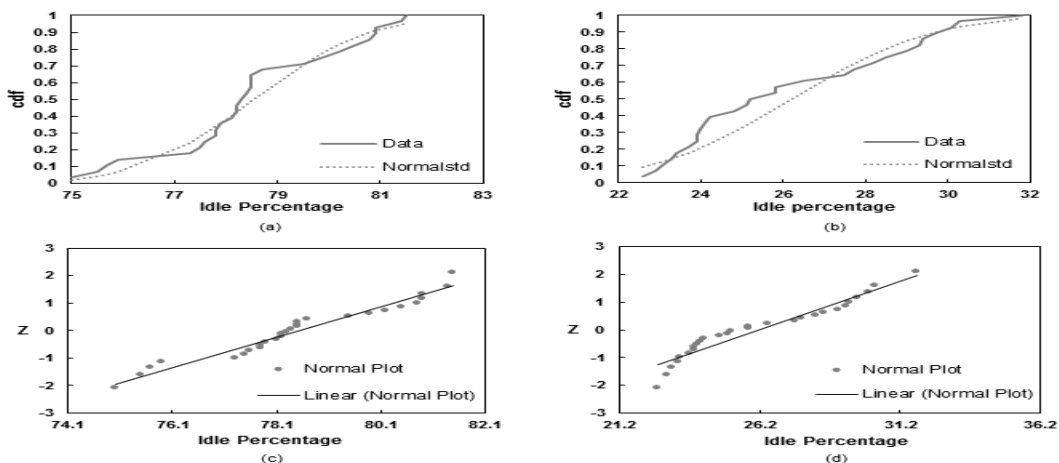 1
0.9
0.8
0.7
0.6
0.5
0.4
0.3
0.2
0.1
0
cdf
Data
Normalstd
75 77 79 81 83
Idle Percentage
(a)
1
0.9
0.8
0.7
0.6
0.5
0.4
0.3
0.2
0.1
0
cdf
Data
Normalstd
22 24 26 28 30 32
Idle percentage
(b)
3
2
1
0
-1
-2
-3
Z
Normal Plot
Linear (Normal Plot)
74.1 76.1 78.1 80.1 82.1
Idle Percentage
(c)
3
2
1
0
-1
-2
-3
Z
Normal Plot
Linear (Normal Plot)
21.2 26.2 31.2 36.2
Idle Percentage
(d)